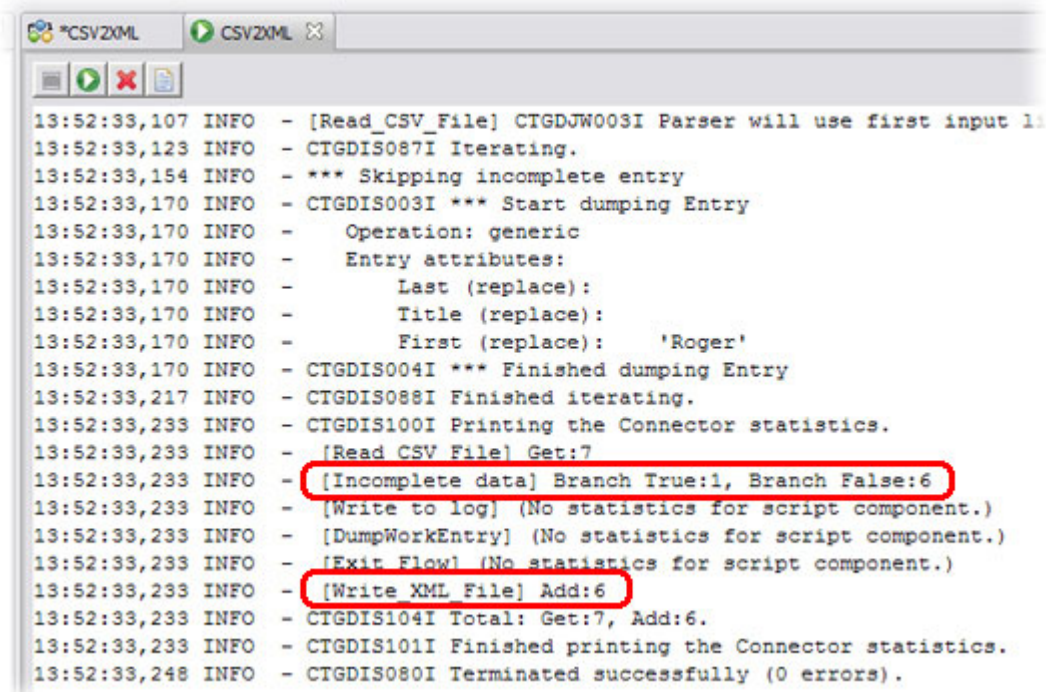 *CSV2XML CSV2XML
13:52:33,107 INFO - [Read_CSV_File] CTGDJW003I Parser will use first input
13:52:33,123 INFO - CTGDIS087I Iterating.
13:52:33,154 INFO - *** Skipping incomplete entry
13:52:33,170 INFO - CTGDIS003I *** Start dumping Entry
13:52:33,170 INFO - Operation: generic
13:52:33,170 INFO - Entry attributes:
13:52:33,170 INFO - Last (replace):
13:52:33,170 INFO - Title (replace):
13:52:33,170 INFO - First (replace): 'Roger'
13:52:33,170 INFO - CTGDIS004I *** Finished dumping Entry
13:52:33,217 INFO - CTGDIS088I Finished iterating.
13:52:33,233 INFO - CTGDIS100I Printing the Connector statistics.
13:52:33,233 INFO - [Read_CSV_File] Get:7
13:52:33,233 INFO - [Incomplete data] Branch True:1, Branch False:6
13:52:33,233 INFO - [Write to log] (No statistics for script component.)
13:52:33,233 INFO - [DumpWorkEntry] (No statistics for script component.)
13:52:33,233 INFO - [Exit Flow] (No statistics for script component.)
13:52:33,233 INFO - [Write_XML_File] Add:6
13:52:33,233 INFO - CTGDIS104I Total: Get:7, Add:6.
13:52:33,233 INFO - CTGDIS101I Finished printing the Connector statistics.
13:52:33,248 INFO - CTGDIS080I Terminated successfully (0 errors).